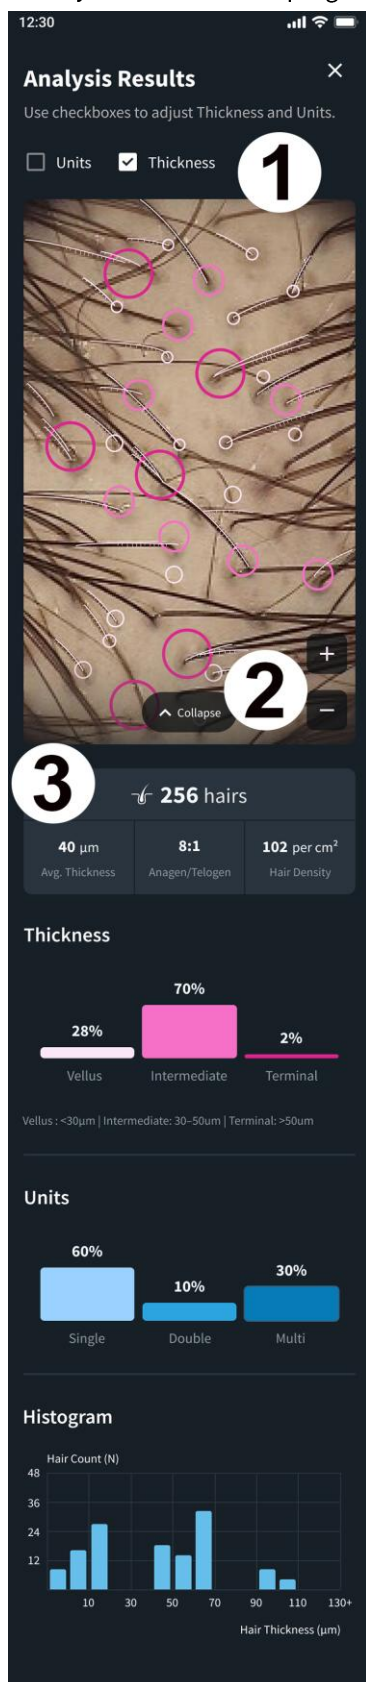 12:30
Analysis Results
Use checkboxes to adjust Thickness and Units.
Units Thickness
1
+
2
Collapse
−
3
256 hairs
40 μm 8:1 102 per cm²
Avg. Thickness Anagen/Telogen Hair Density
Thickness
70%
28%
2%
Vellus Intermediate Terminal
Vellus : <30μm | Intermediate: 30–50um | Terminal: >50um
Units
60%
30%
10%
Single Double Multi
Histogram
Hair Count (N)
48
36
24
12
10 30 50 70 90 110 130+
Hair Thickness (μm)